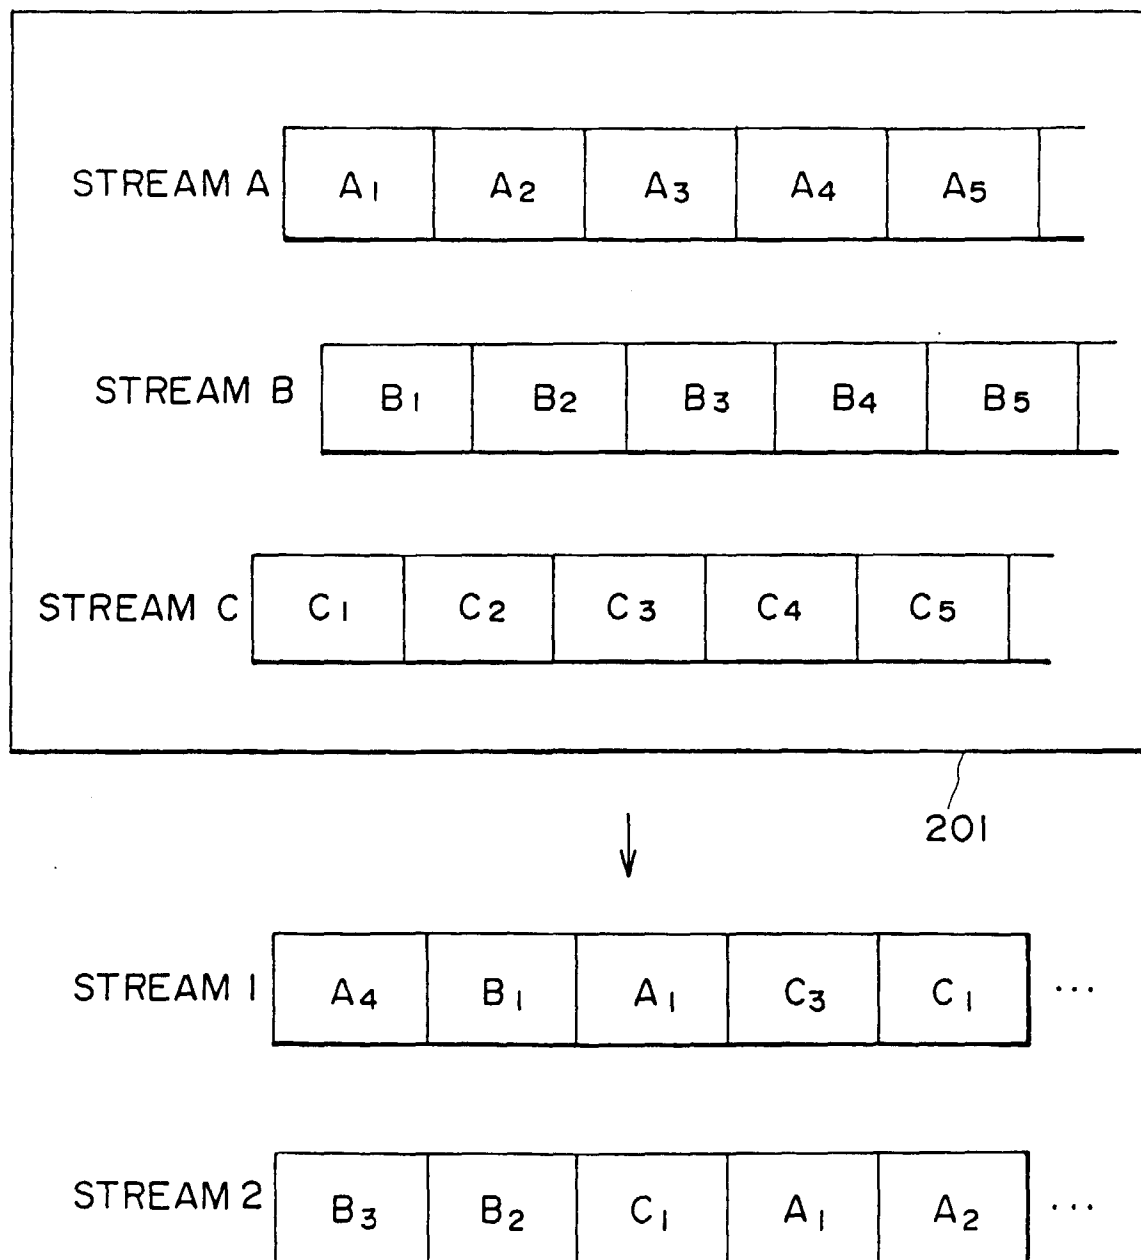 STREAM A A1 A2 A3 A4 A5
STREAM B B1 B2 B3 B4 B5
STREAM C C1 C2 C3 C4 C5
201
STREAM 1 A4 B1 A1 C3 C1 ...
STREAM 2 B3 B2 C1 A1 A2 ...